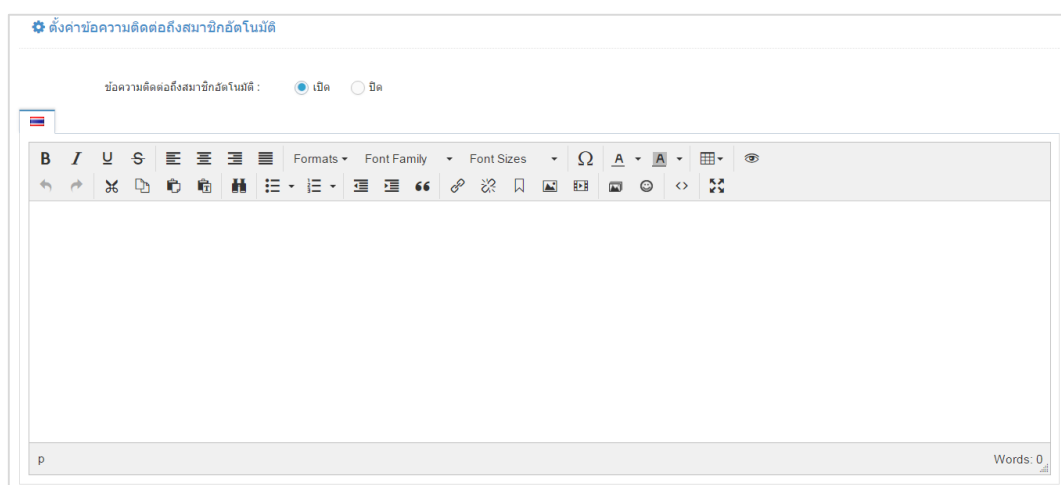 ตั้งค่าข้อความติดต่อถึงสมาชิกอัตโนมัติ
ข้อความติดต่อถึงสมาชิกอัตโนมัติ : เปิด ปิด
B I U S Formats Font Family Font Sizes Ω A A
p Words: 0